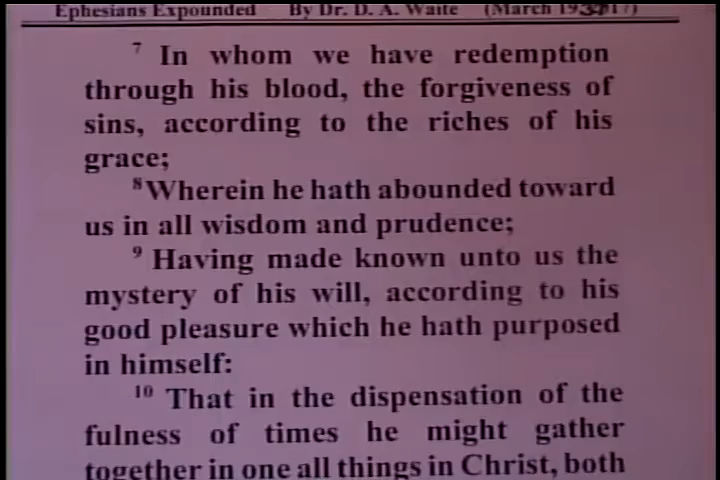 Ephesians Expounded By Dr. D. A. Waite (March
7 In whom we have redemption
through his blood, the forgiveness of
sins, according to the riches of his
grace;
8 Wherein he hath abounded toward
us in all wisdom and prudence;
9 Having made known unto us the
mystery of his will, according to his
good pleasure which he hath purposed
in himself:
10 That in the dispensation of the
fulness of times he might gather
together in one all things in Christ, both